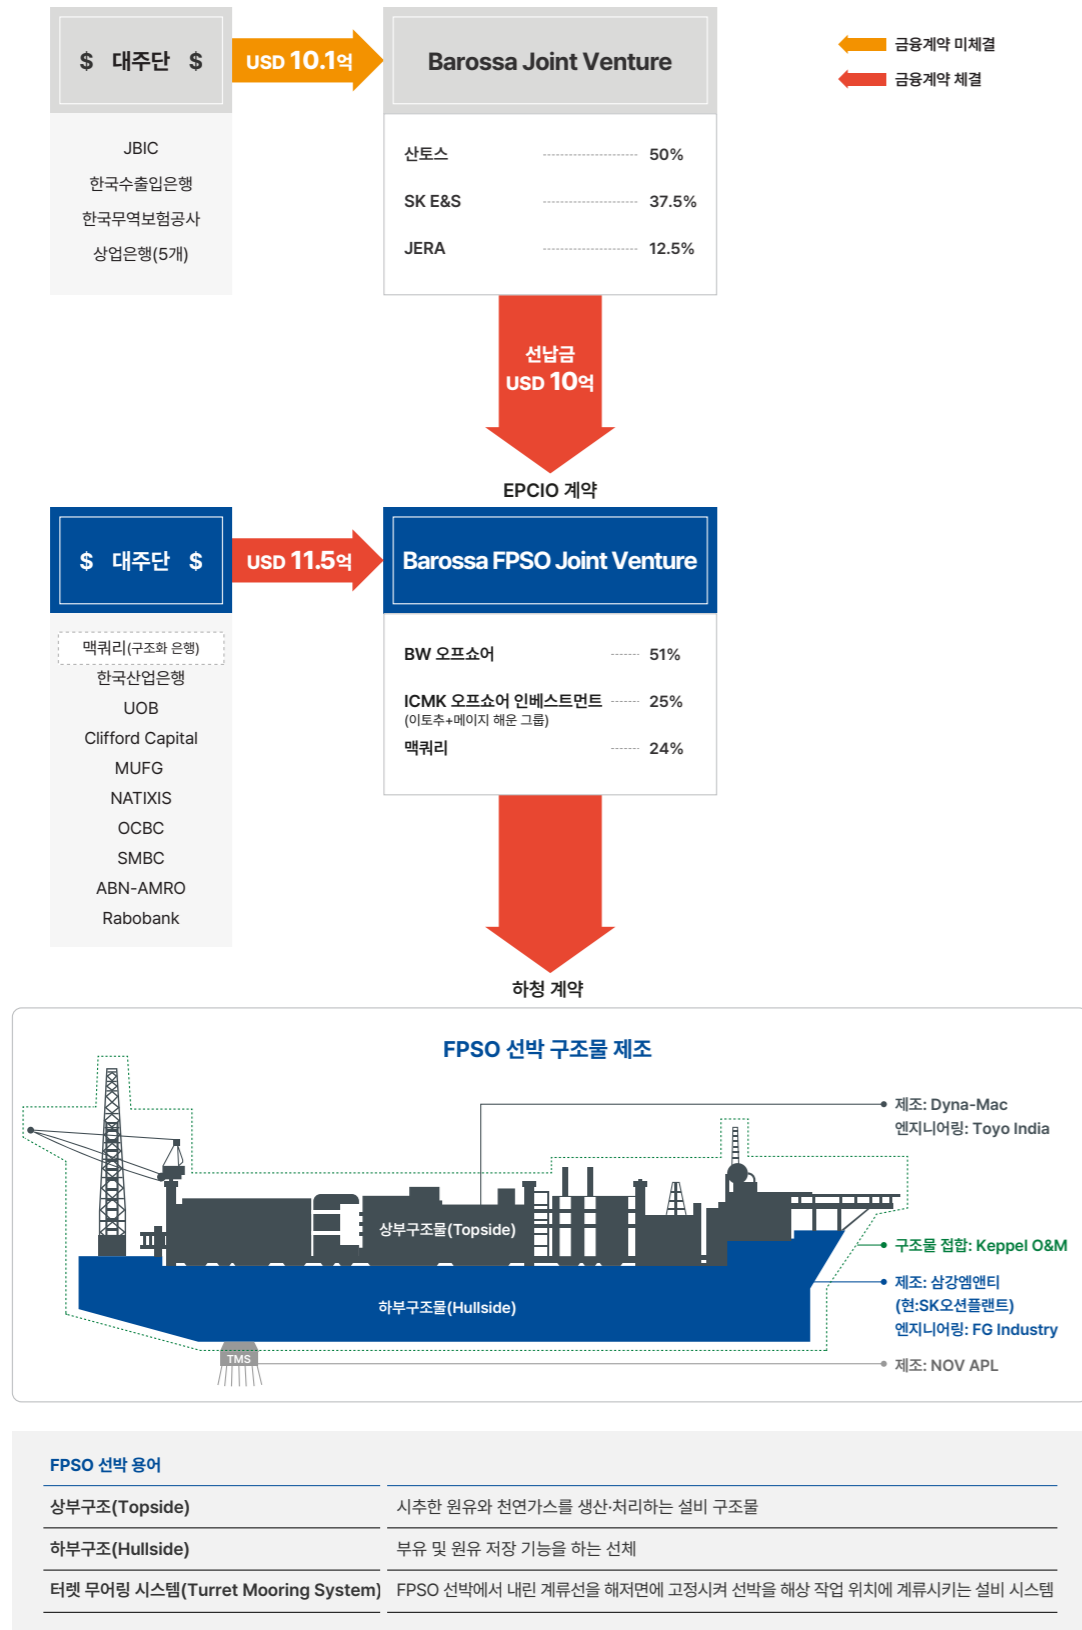 $ 대주단 $
USD 10.1억
Barossa Joint Venture
금융계약 미체결
금융계약 체결
JBIC
한국수출입은행
한국무역보험공사
상업은행(5개)
산토스 50%
SK E&S 37.5%
JERA 12.5%
선납금
USD 10억
EPCIO 계약
$ 대주단 $
USD 11.5억
Barossa FPSO Joint Venture
맥쿼리(구조화 은행)
한국산업은행
UOB
Clifford Capital
MUFG
NATIXIS
OCBC
SMBC
ABN-AMRO
Rabobank
BW 오프쇼어 51%
ICMK 오프쇼어 인베스트먼트 25%
(이토추+메이지 해운 그룹)
맥쿼리 24%
하청 계약
FPSO 선박 구조물 제조
제조: Dyna-Mac
엔지니어링: Toyo India
상부구조물(Topside)
구조물 접합: Keppel O&M
하부구조물(Hullside)
제조: 삼강엠앤티
(현:SK오션플랜트)
엔지니어링: FG Industry
TMS
제조: NOV APL
FPSO 선박 용어
상부구조(Topside) 시추한 원유와 천연가스를 생산·처리하는 설비 구조물
하부구조(Hullside) 부유 및 원유 저장 기능을 하는 선체
터렛 무어링 시스템(Turret Mooring System) FPSO 선박에서 내린 계류선을 해저면에 고정시켜 선박을 해상 작업 위치에 계류시키는 설비 시스템